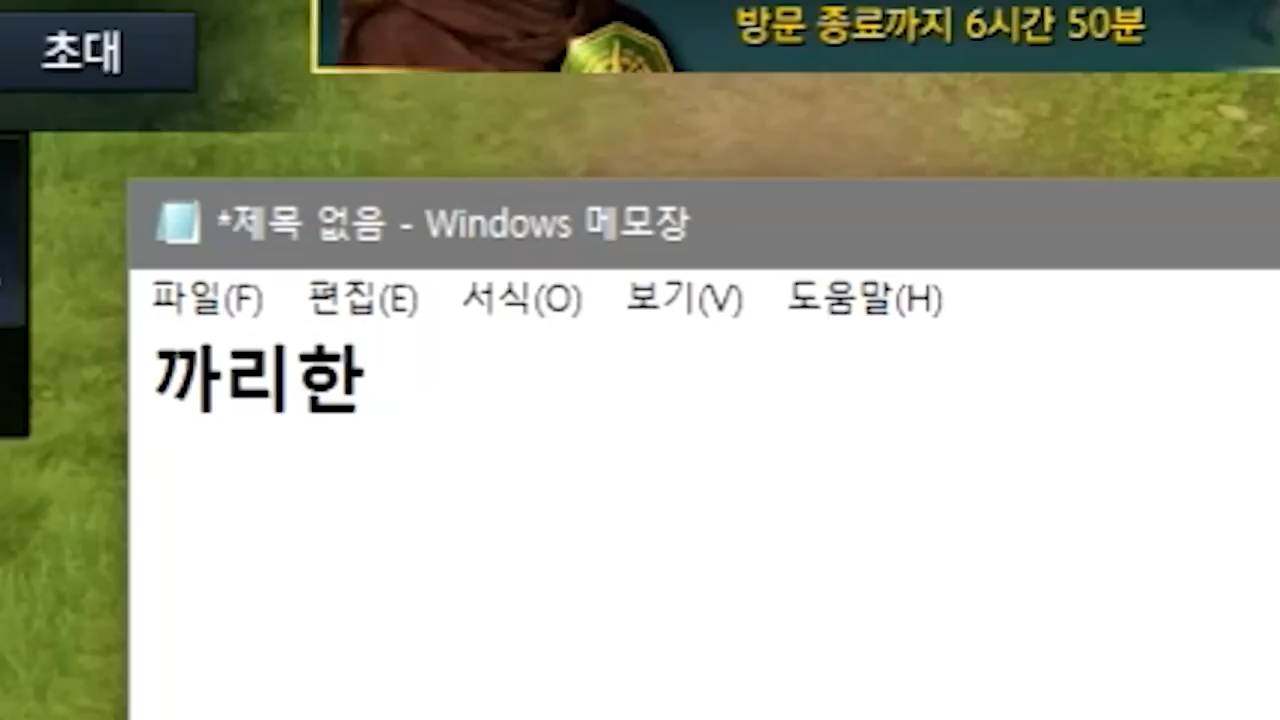 방문 종료까지 6시간 50분
초대
*제목 없음 - Windows 메모장
파일(F) 편집(E) 서식(O) 보기(V) 도움말(H)
까리한